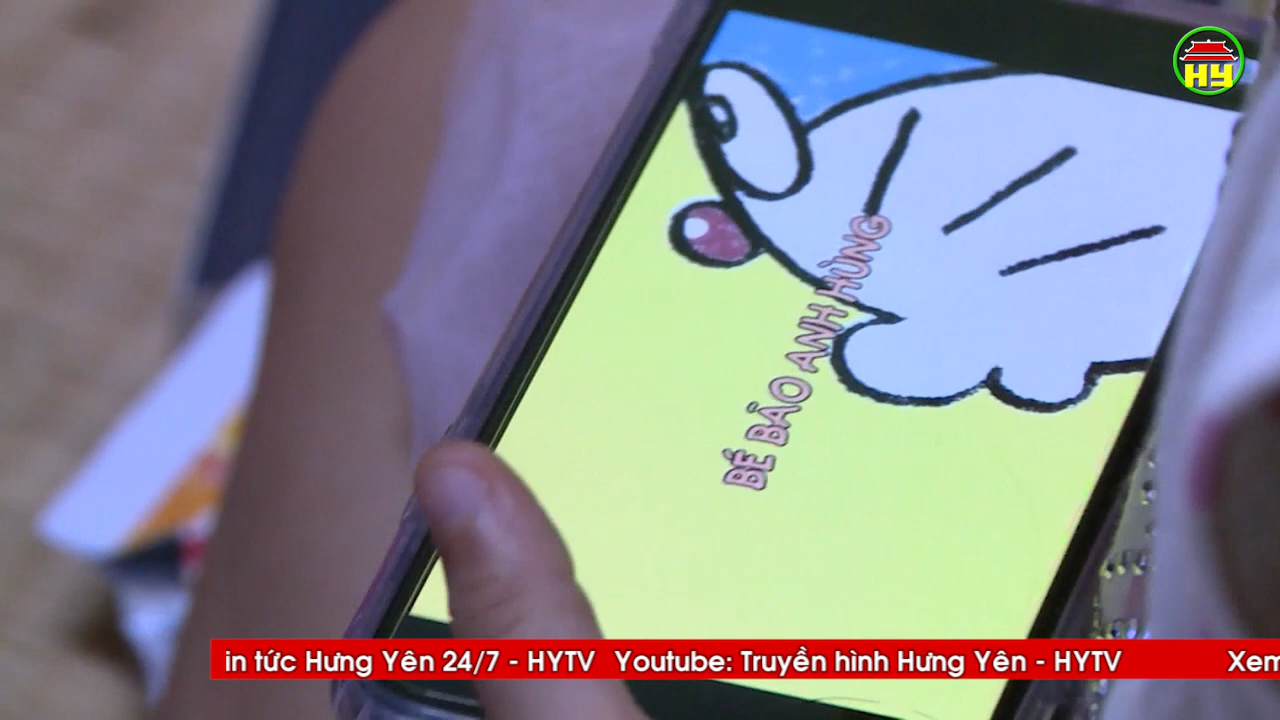 HY
BÉ BẢO ANH HÙNG
in tức Hưng Yên 24/7 - HYTV Youtube: Truyền hình Hưng Yên - HYTV Xem